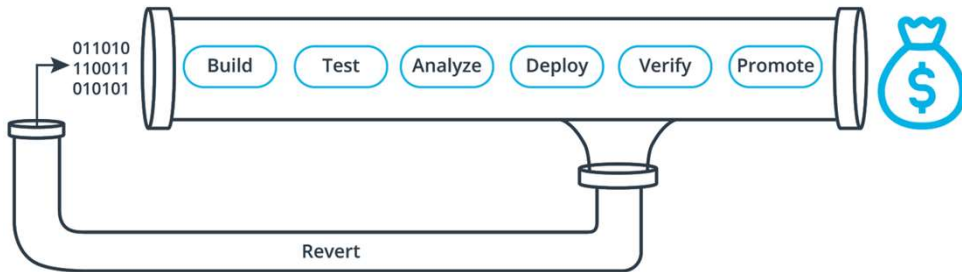 011010
110011
010101
Build Test Analyze Deploy Verify Promote
$
Revert